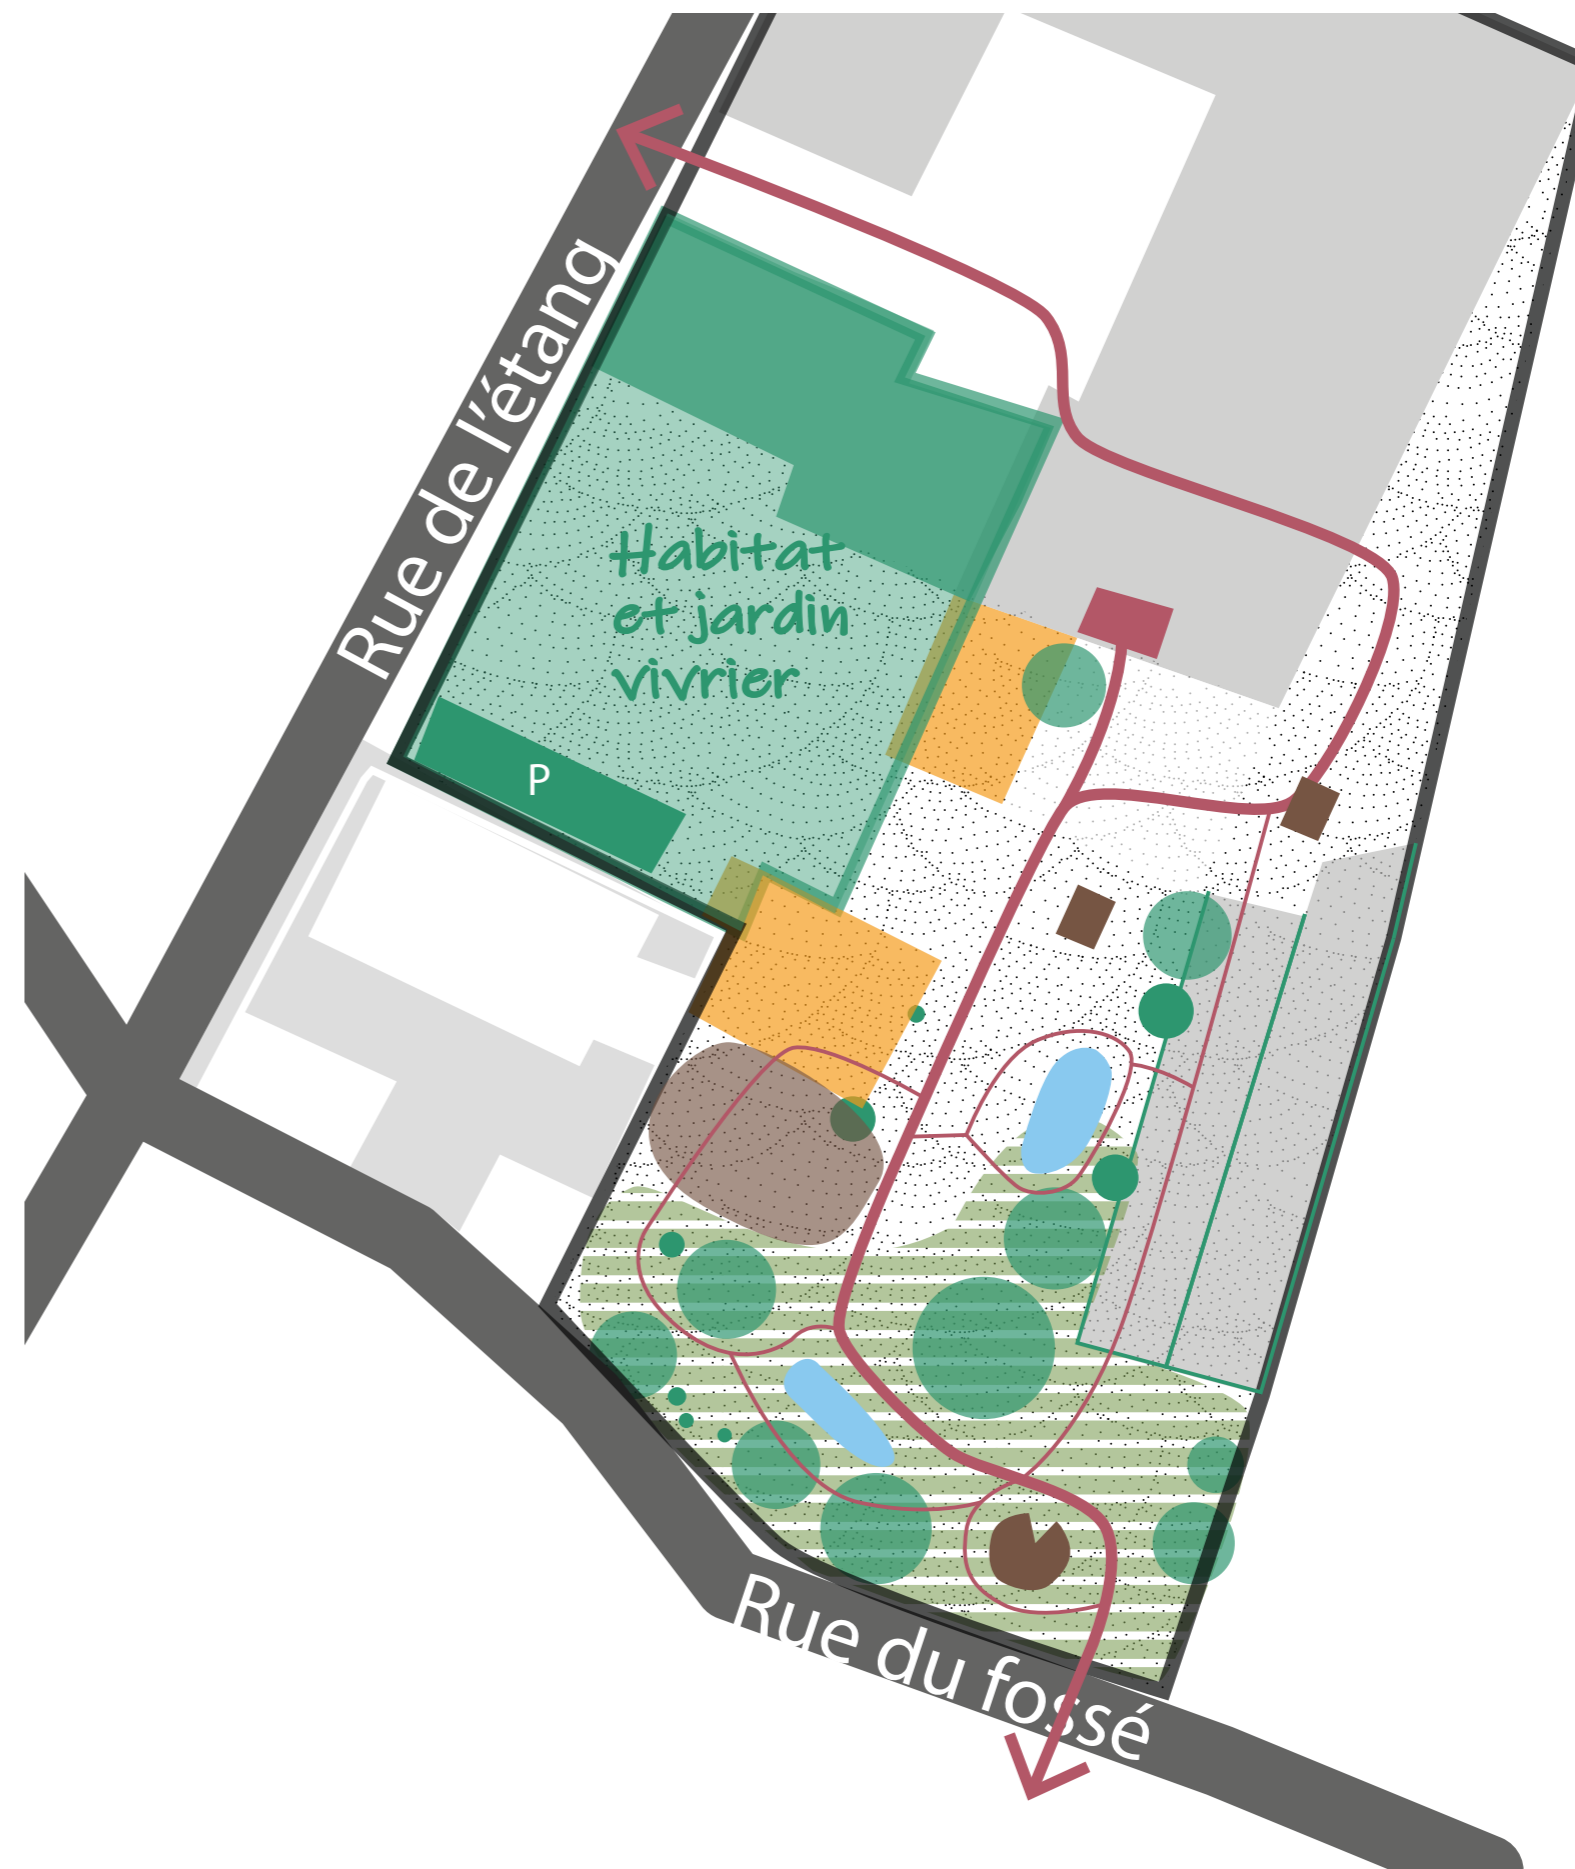 Rue de l'étang
Habitat
et jardin
vivrier
P
Rue du fossé